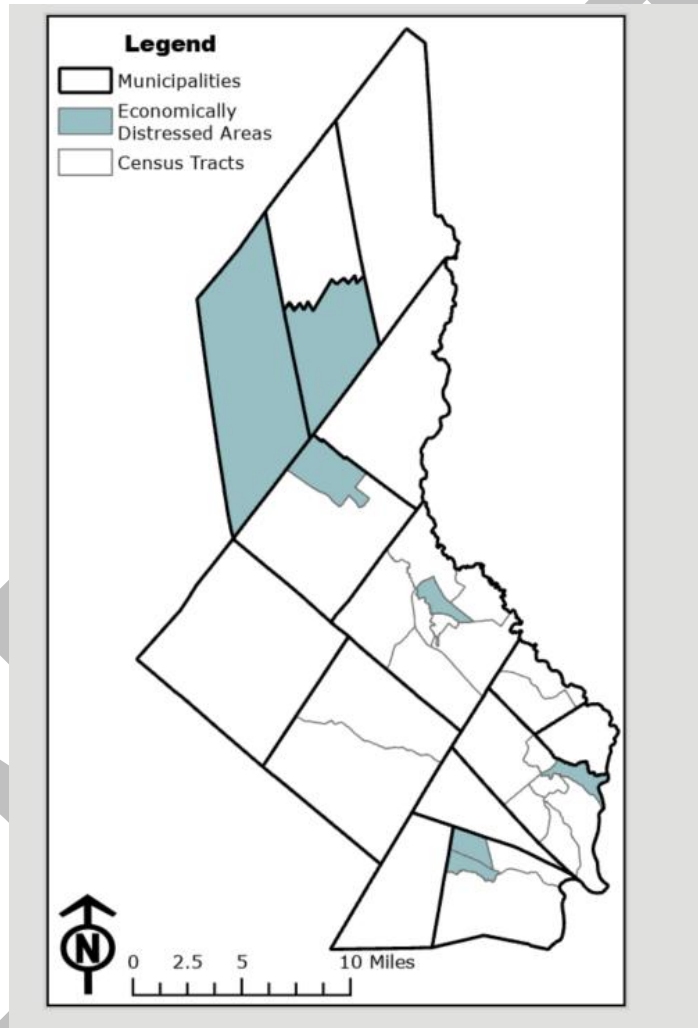 Legend
Municipalities
Economically
Distressed Areas
Census Tracts
N
0 2.5 5 10 Miles